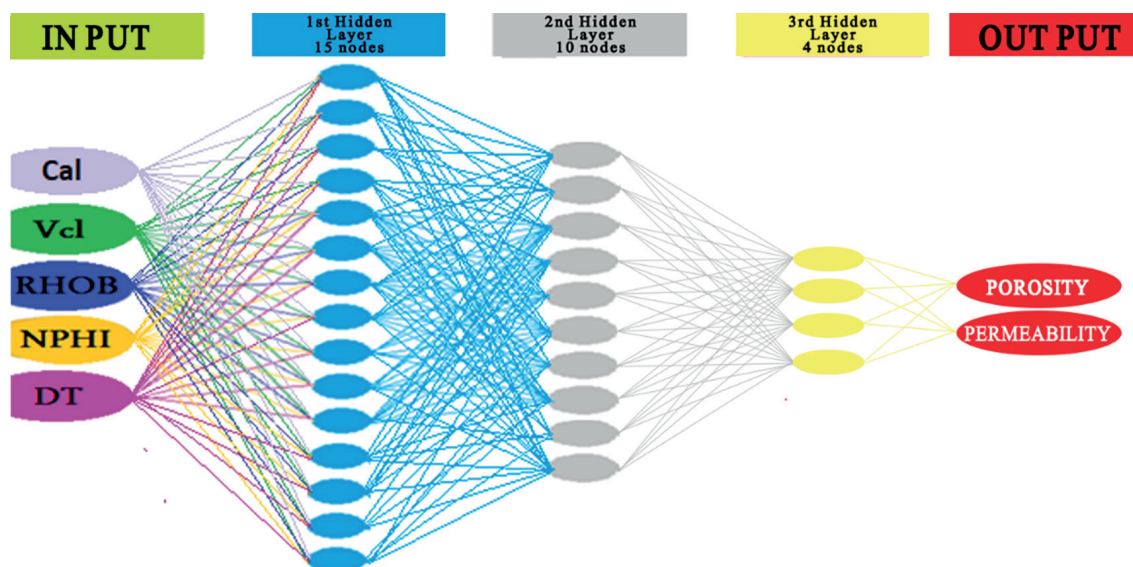 IN PUT
1st Hidden
Layer
15 nodes
2nd Hidden
Layer
10 nodes
3rd Hidden
Layer
4 nodes
OUT PUT
Cal
Vcl
RHOB
NPHI
DT
POROSITY
PERMEABILITY